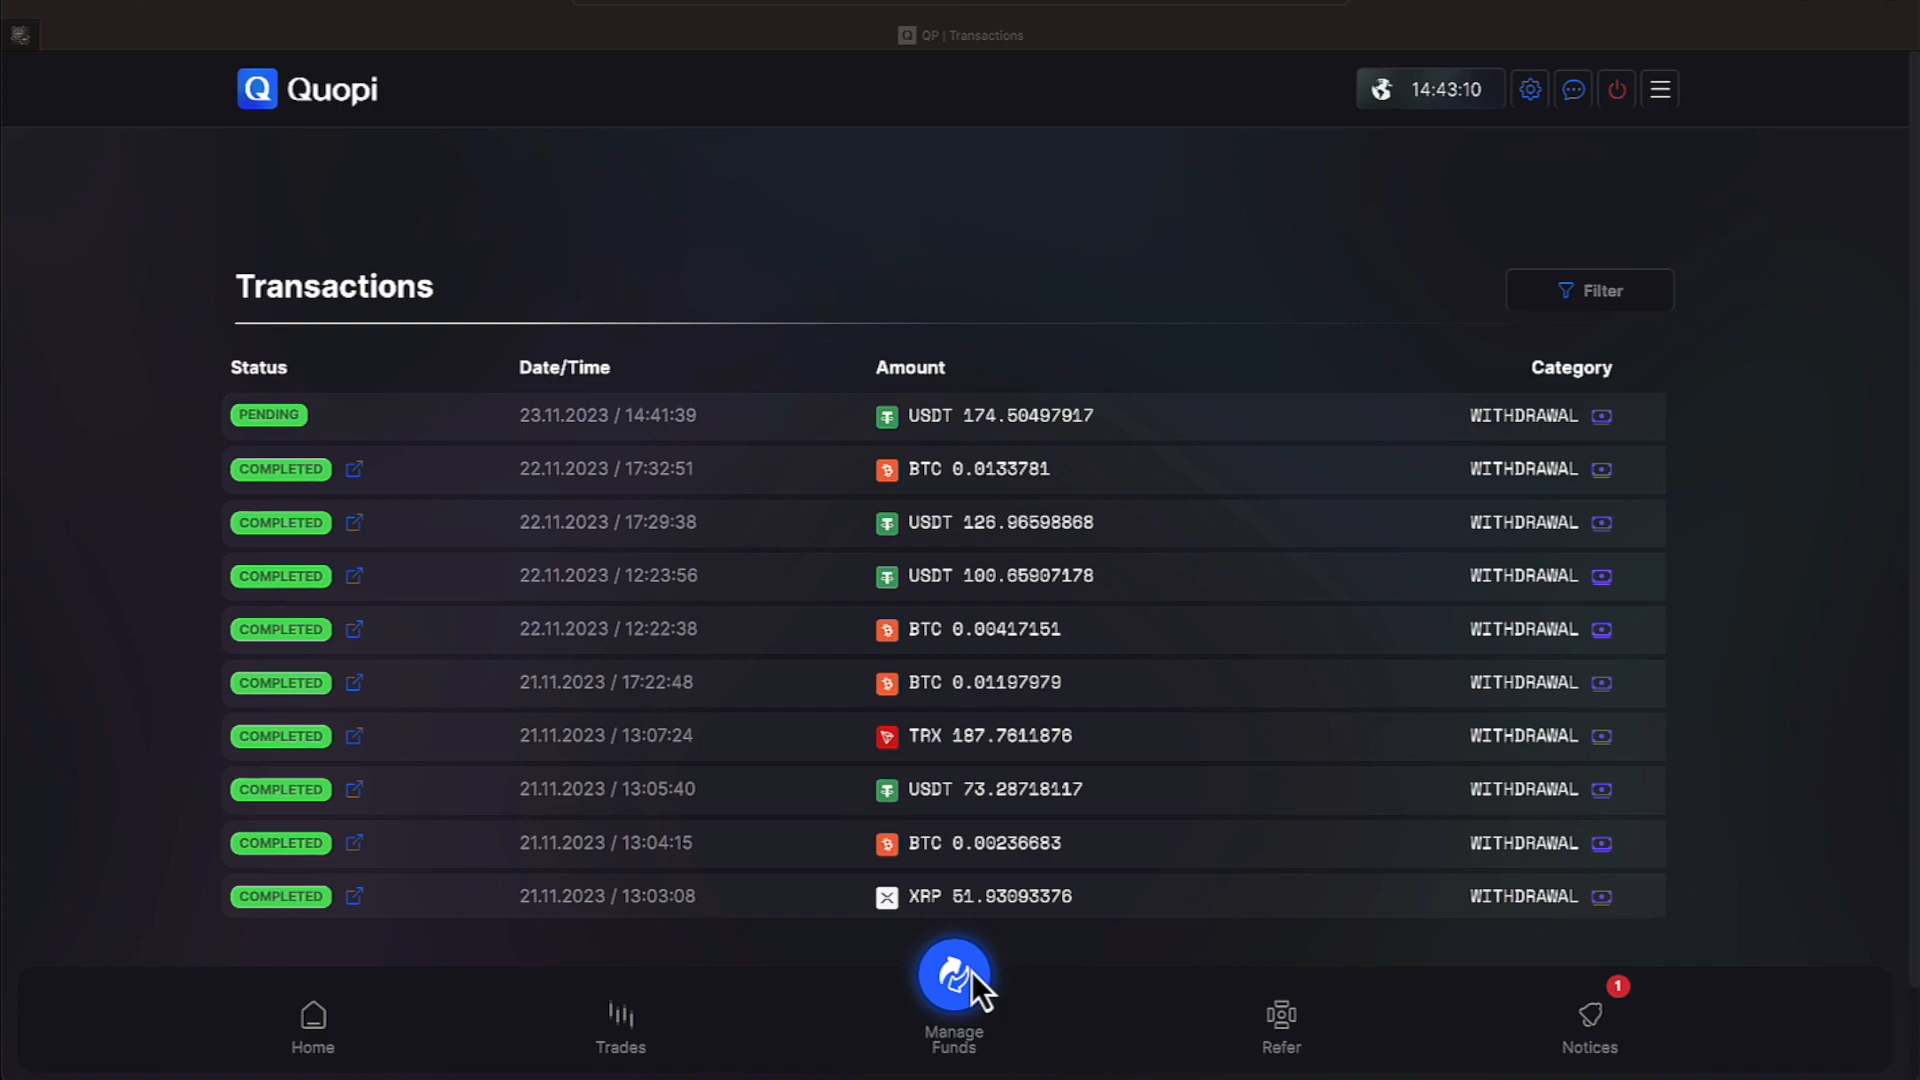 QP | Transactions
Quopi
14:43:10
Transactions
Filter
Status Date/Time Amount Category
PENDING 23.11.2023 / 14:41:39 USDT 174.50497917 WITHDRAWAL
COMPLETED 22.11.2023 / 17:32:51 BTC 0.0133781 WITHDRAWAL
COMPLETED 22.11.2023 / 17:29:38 USDT 126.96598868 WITHDRAWAL
COMPLETED 22.11.2023 / 12:23:56 USDT 100.65907178 WITHDRAWAL
COMPLETED 22.11.2023 / 12:22:38 BTC 0.00417151 WITHDRAWAL
COMPLETED 21.11.2023 / 17:22:48 BTC 0.01197979 WITHDRAWAL
COMPLETED 21.11.2023 / 13:07:24 TRX 187.7611876 WITHDRAWAL
COMPLETED 21.11.2023 / 13:05:40 USDT 73.28718117 WITHDRAWAL
COMPLETED 21.11.2023 / 13:04:15 BTC 0.00236683 WITHDRAWAL
COMPLETED 21.11.2023 / 13:03:08 XRP 51.93093376 WITHDRAWAL
1
Home Trades Manage Funds Refer Notices